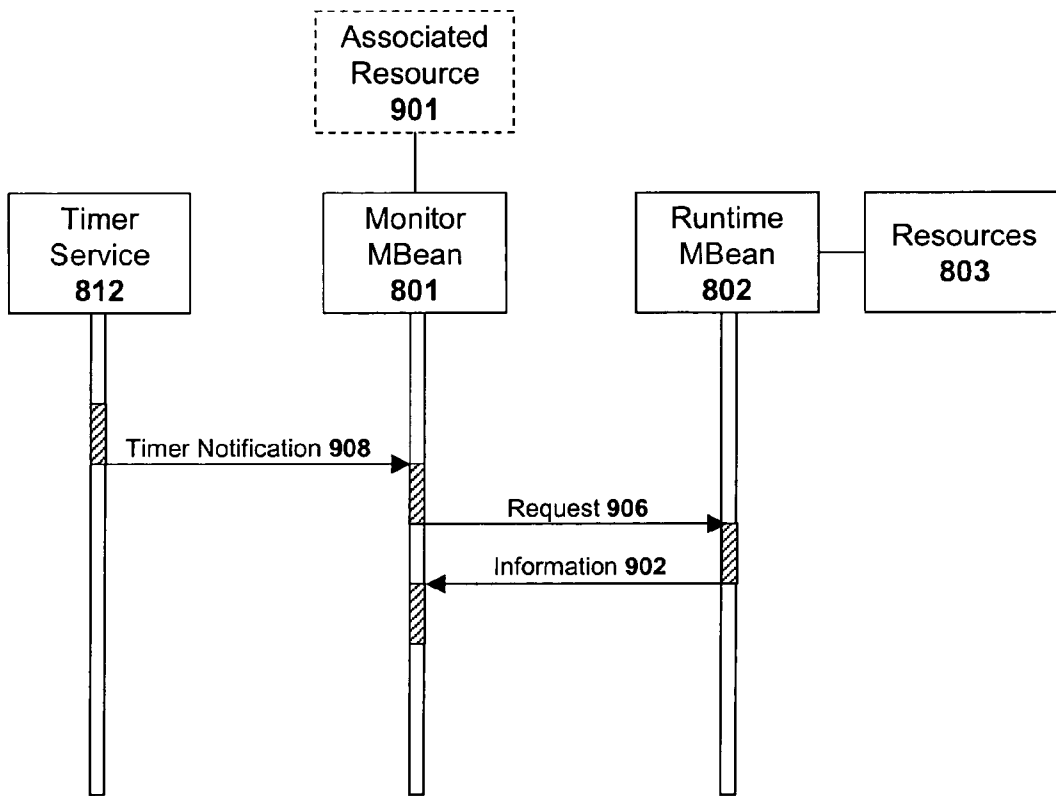 Associated
Resource
901
Timer
Service
812
Monitor
MBean
801
Runtime
MBean
802
Resources
803
Timer Notification 908
Request 906
Information 902